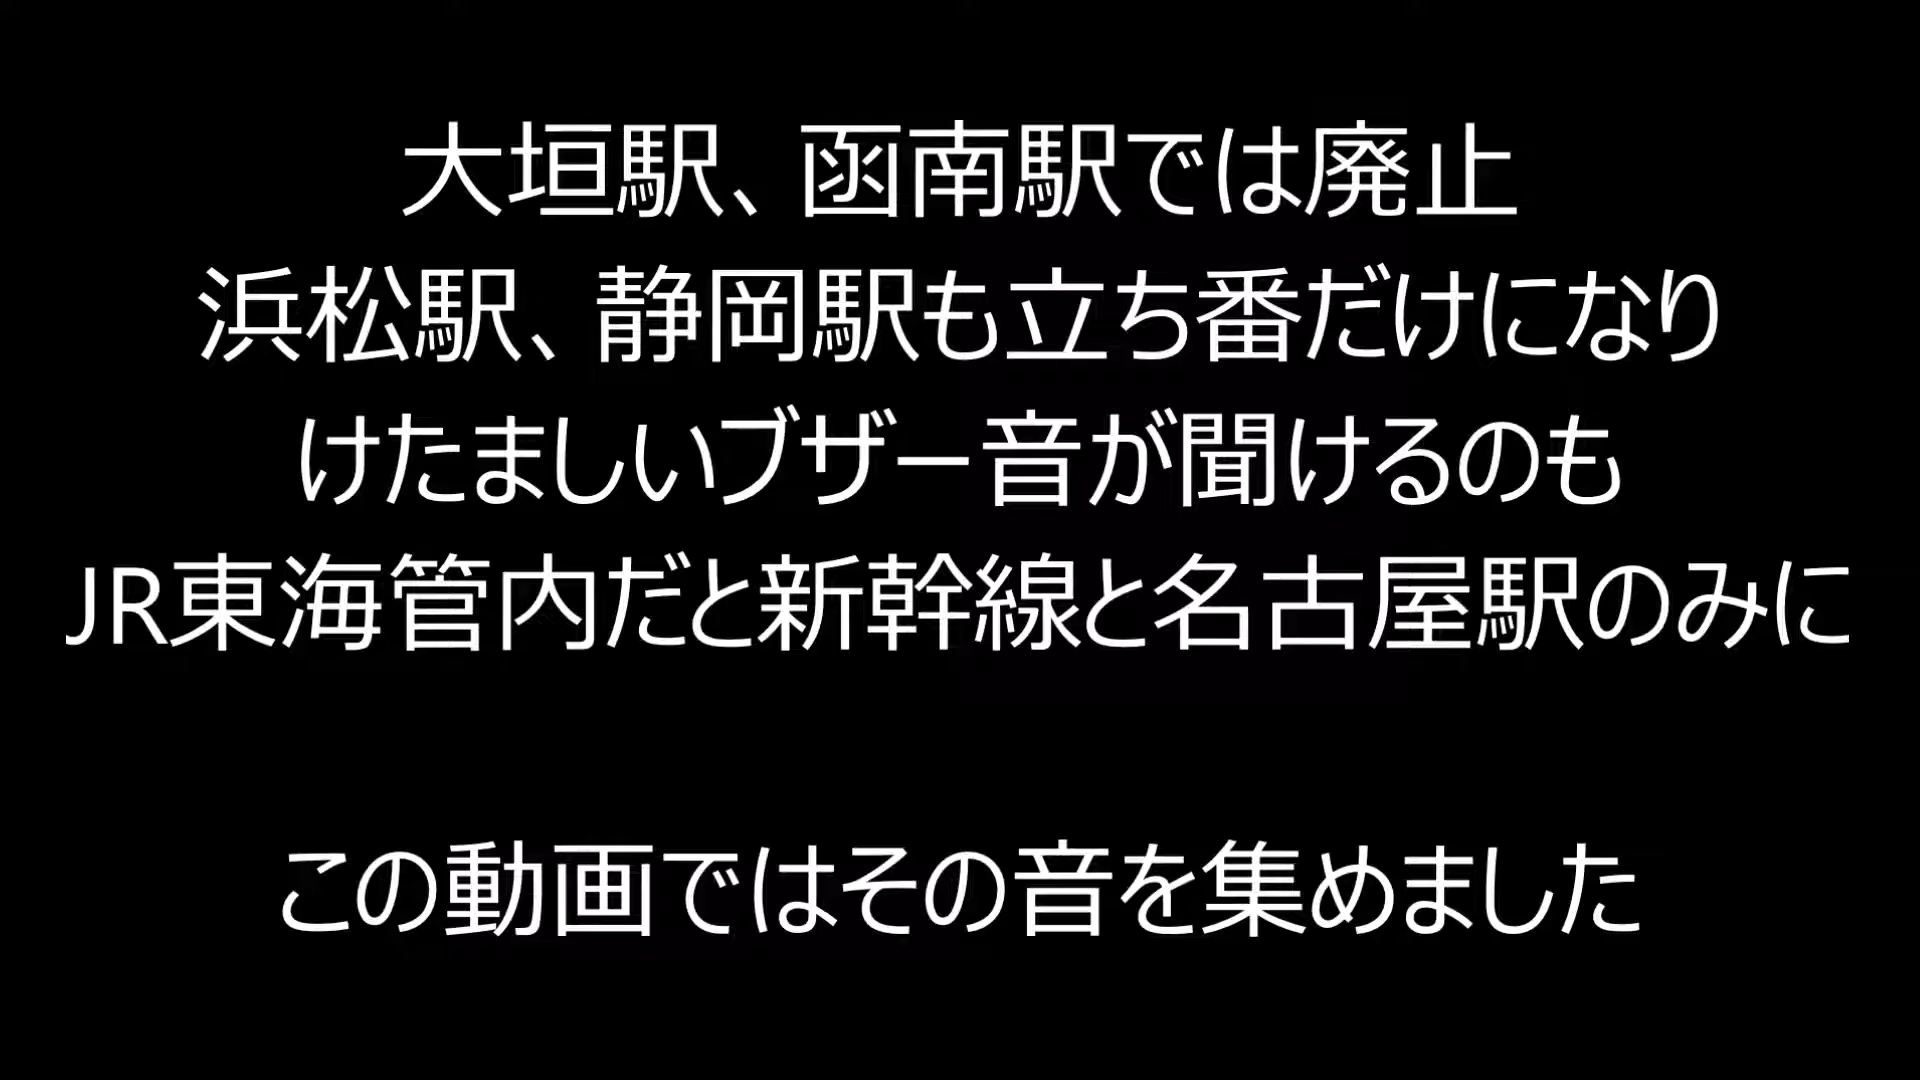 大垣駅、函南駅では廃止
浜松駅、静岡駅も立ち番だけになり
けたましいブザー音が聞けるのも
JR東海管内だと新幹線と名古屋駅のみに
この動画ではその音を集めました